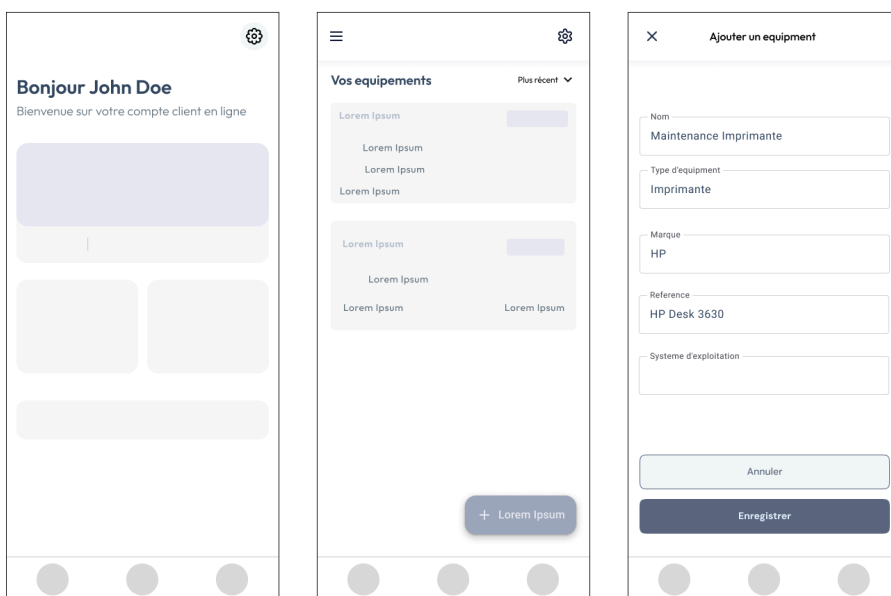 Bonjour John Doe
Bienvenue sur votre compte client en ligne
Vos equipements
Plus récent
Lorem Ipsum
Lorem Ipsum
Lorem Ipsum
Lorem Ipsum
Lorem Ipsum
Lorem Ipsum
Lorem Ipsum
Lorem Ipsum
+ Lorem Ipsum
Ajouter un equipment
Nom
Maintenance Imprimante
Type d'equipment
Imprimante
Marque
HP
Reference
HP Desk 3630
Systeme d'exploitation
Annuler
Enregistrer